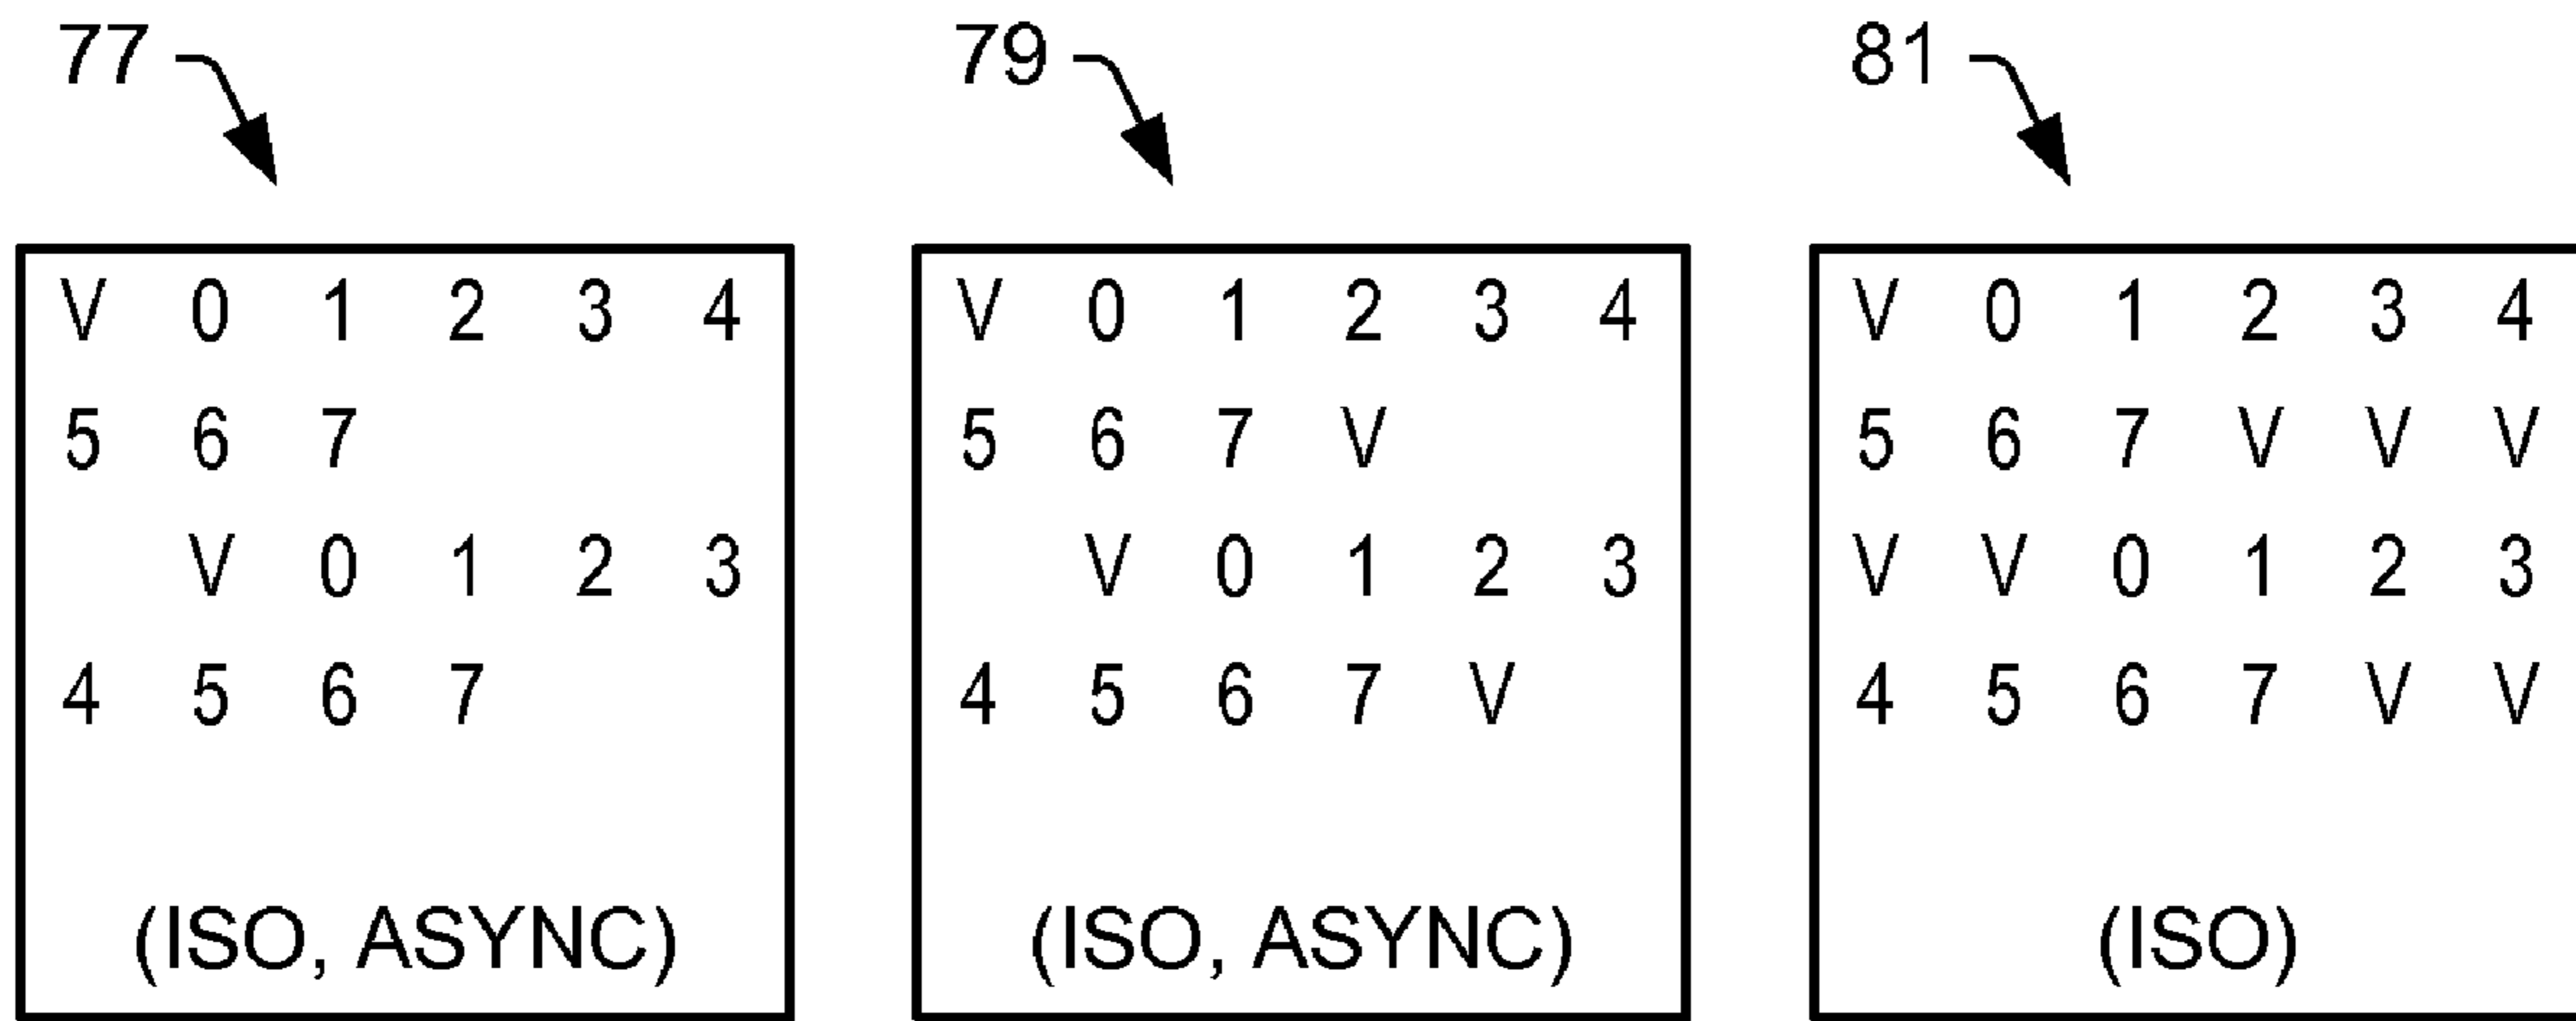 77 79 81
V 0 1 2 3 4 V 0 1 2 3 4 V 0 1 2 3 4
5 6 7 5 6 7 V 5 6 7 V V V
V 0 1 2 3 V 0 1 2 3 V V 0 1 2 3
4 5 6 7 4 5 6 7 V 4 5 6 7 V V
(ISO, ASYNC) (ISO, ASYNC) (ISO)